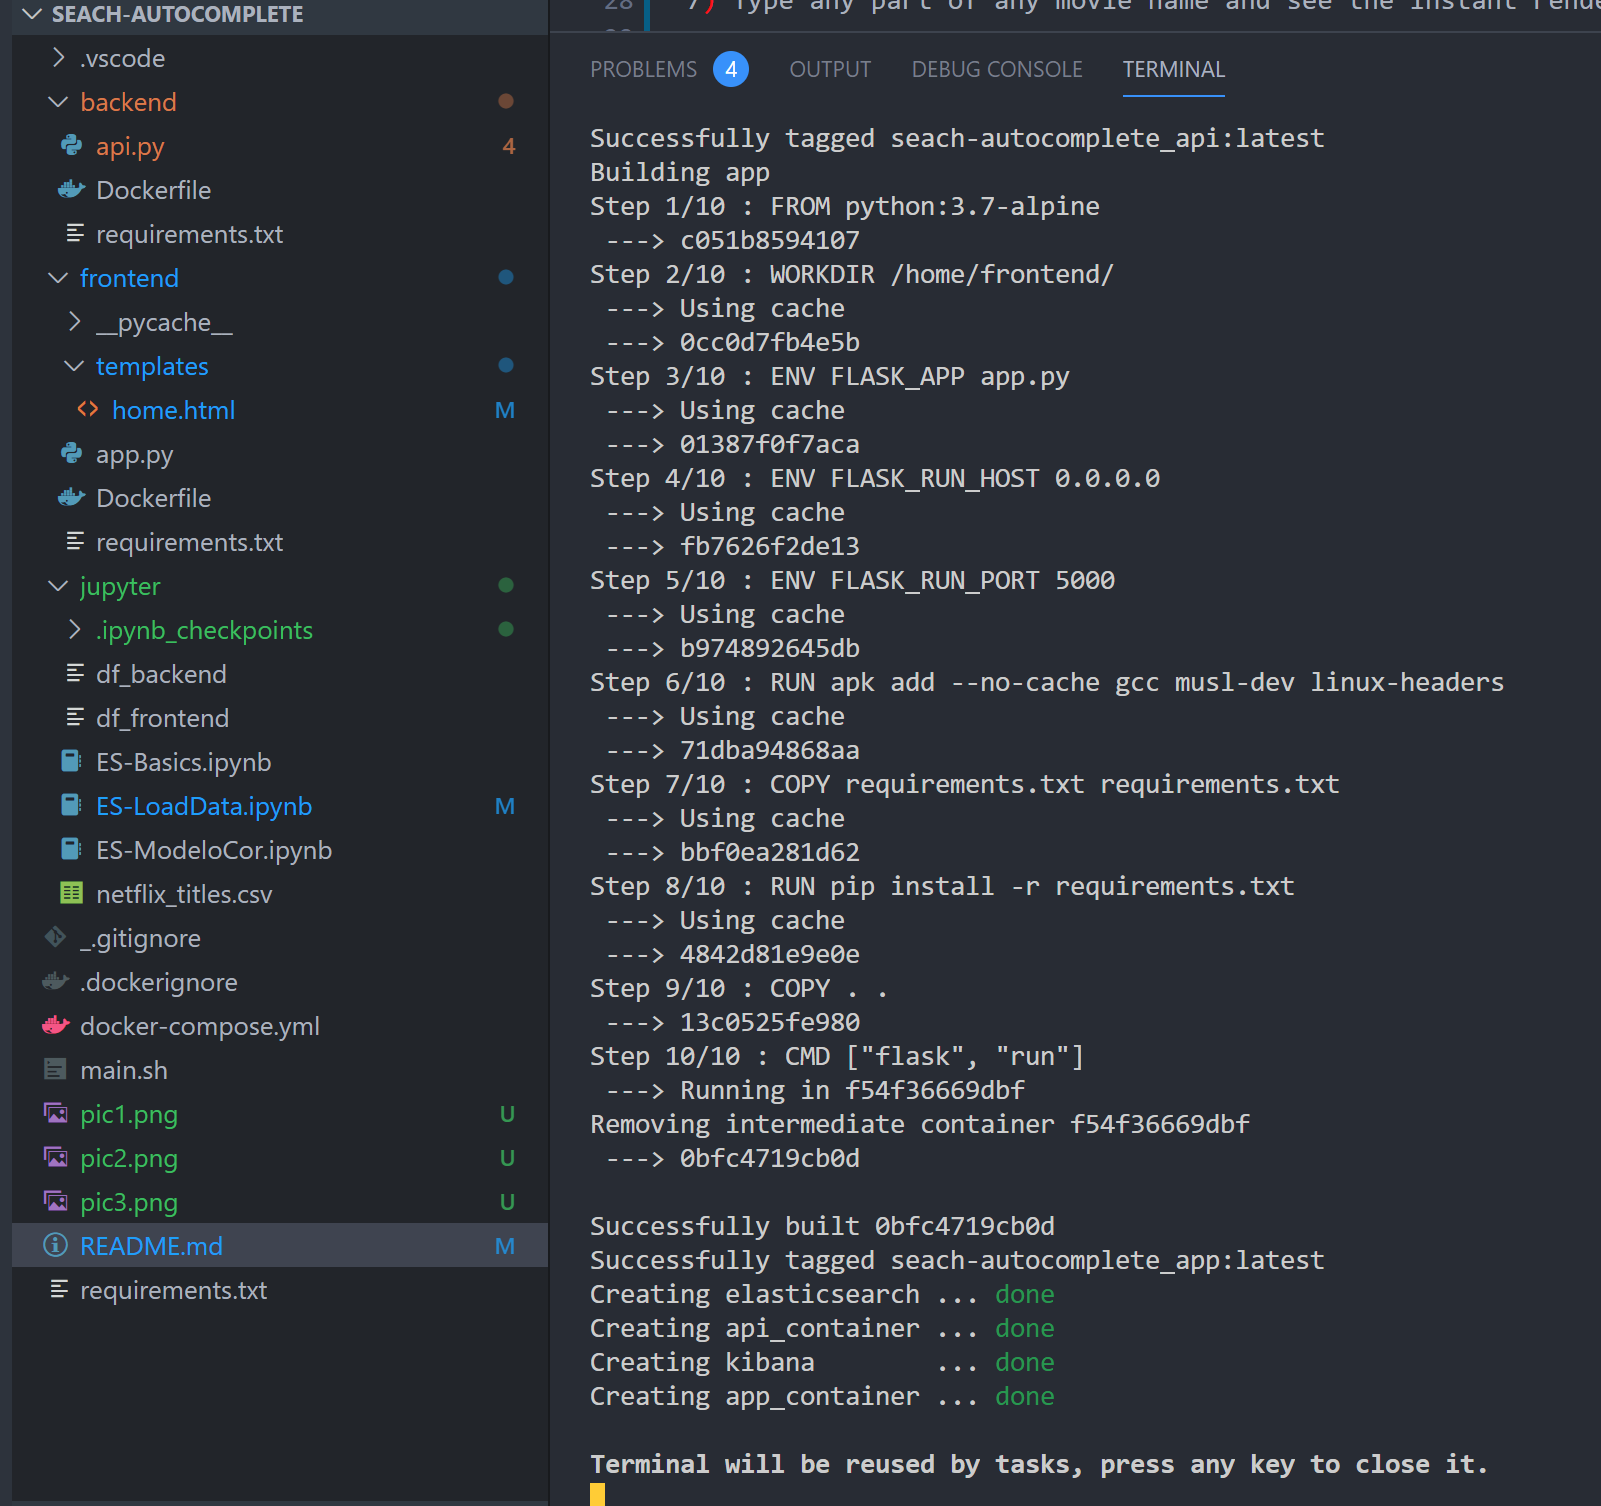 SEACH-AUTOCOMPLETE
.vscode
backend
api.py 4
Dockerfile
requirements.txt
frontend
__pycache__
templates
home.html M
app.py
Dockerfile
requirements.txt
jupyter
.ipynb_checkpoints
df_backend
df_frontend
ES-Basics.ipynb
ES-LoadData.ipynb M
ES-ModeloCor.ipynb
netflix_titles.csv
_.gitignore
.dockerignore
docker-compose.yml
main.sh
pic1.png U
pic2.png U
pic3.png U
README.md M
requirements.txt
28 7) Type any part of any movie name and see the instant rende
PROBLEMS 4 OUTPUT DEBUG CONSOLE TERMINAL
Successfully tagged seach-autocomplete_api:latest
Building app
Step 1/10 : FROM python:3.7-alpine
---> c051b8594107
Step 2/10 : WORKDIR /home/frontend/
---> Using cache
---> 0cc0d7fb4e5b
Step 3/10 : ENV FLASK_APP app.py
---> Using cache
---> 01387f0f7aca
Step 4/10 : ENV FLASK_RUN_HOST 0.0.0.0
---> Using cache
---> fb7626f2de13
Step 5/10 : ENV FLASK_RUN_PORT 5000
---> Using cache
---> b974892645db
Step 6/10 : RUN apk add --no-cache gcc musl-dev linux-headers
---> Using cache
---> 71dba94868aa
Step 7/10 : COPY requirements.txt requirements.txt
---> Using cache
---> bbf0ea281d62
Step 8/10 : RUN pip install -r requirements.txt
---> Using cache
---> 4842d81e9e0e
Step 9/10 : COPY . .
---> 13c0525fe980
Step 10/10 : CMD ["flask", "run"]
---> Running in f54f36669dbf
Removing intermediate container f54f36669dbf
---> 0bfc4719cb0d
Successfully built 0bfc4719cb0d
Successfully tagged seach-autocomplete_app:latest
Creating elasticsearch ... done
Creating api_container ... done
Creating kibana ... done
Creating app_container ... done
Terminal will be reused by tasks, press any key to close it.